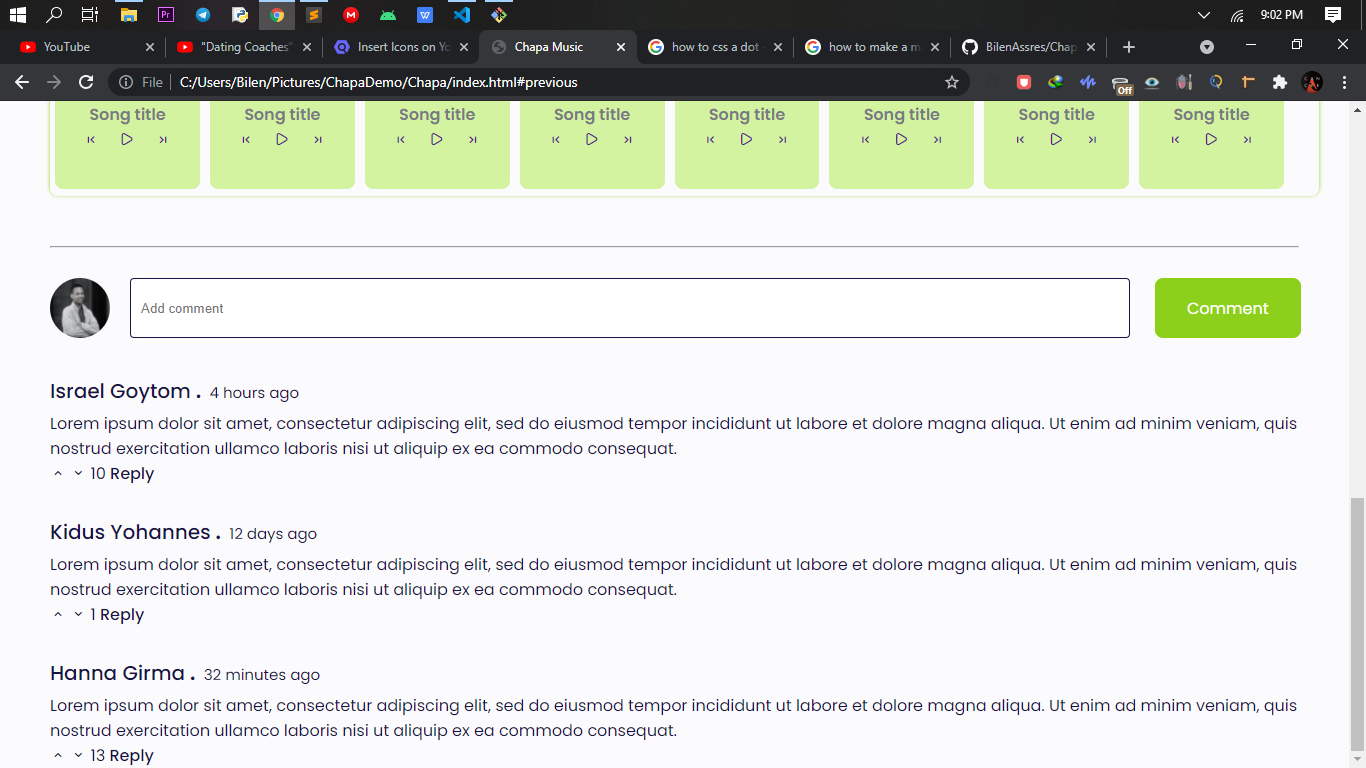 9:02 PM
YouTube
"Dating Coaches"
Insert Icons on Yo
Chapa Music
how to css a dot
how to make a m
BilenAssres/Chap
File
C:/Users/Bilen/Pictures/ChapaDemo/Chapa/index.html#previous
Off
Song title Song title Song title Song title Song title Song title Song title Song title
Add comment
Comment
Israel Goytom . 4 hours ago
Lorem ipsum dolor sit amet, consectetur adipiscing elit, sed do eiusmod tempor incididunt ut labore et dolore magna aliqua. Ut enim ad minim veniam, quis
nostrud exercitation ullamco laboris nisi ut aliquip ex ea commodo consequat.
10 Reply
Kidus Yohannes . 12 days ago
Lorem ipsum dolor sit amet, consectetur adipiscing elit, sed do eiusmod tempor incididunt ut labore et dolore magna aliqua. Ut enim ad minim veniam, quis
nostrud exercitation ullamco laboris nisi ut aliquip ex ea commodo consequat.
1 Reply
Hanna Girma . 32 minutes ago
Lorem ipsum dolor sit amet, consectetur adipiscing elit, sed do eiusmod tempor incididunt ut labore et dolore magna aliqua. Ut enim ad minim veniam, quis
nostrud exercitation ullamco laboris nisi ut aliquip ex ea commodo consequat.
13 Reply